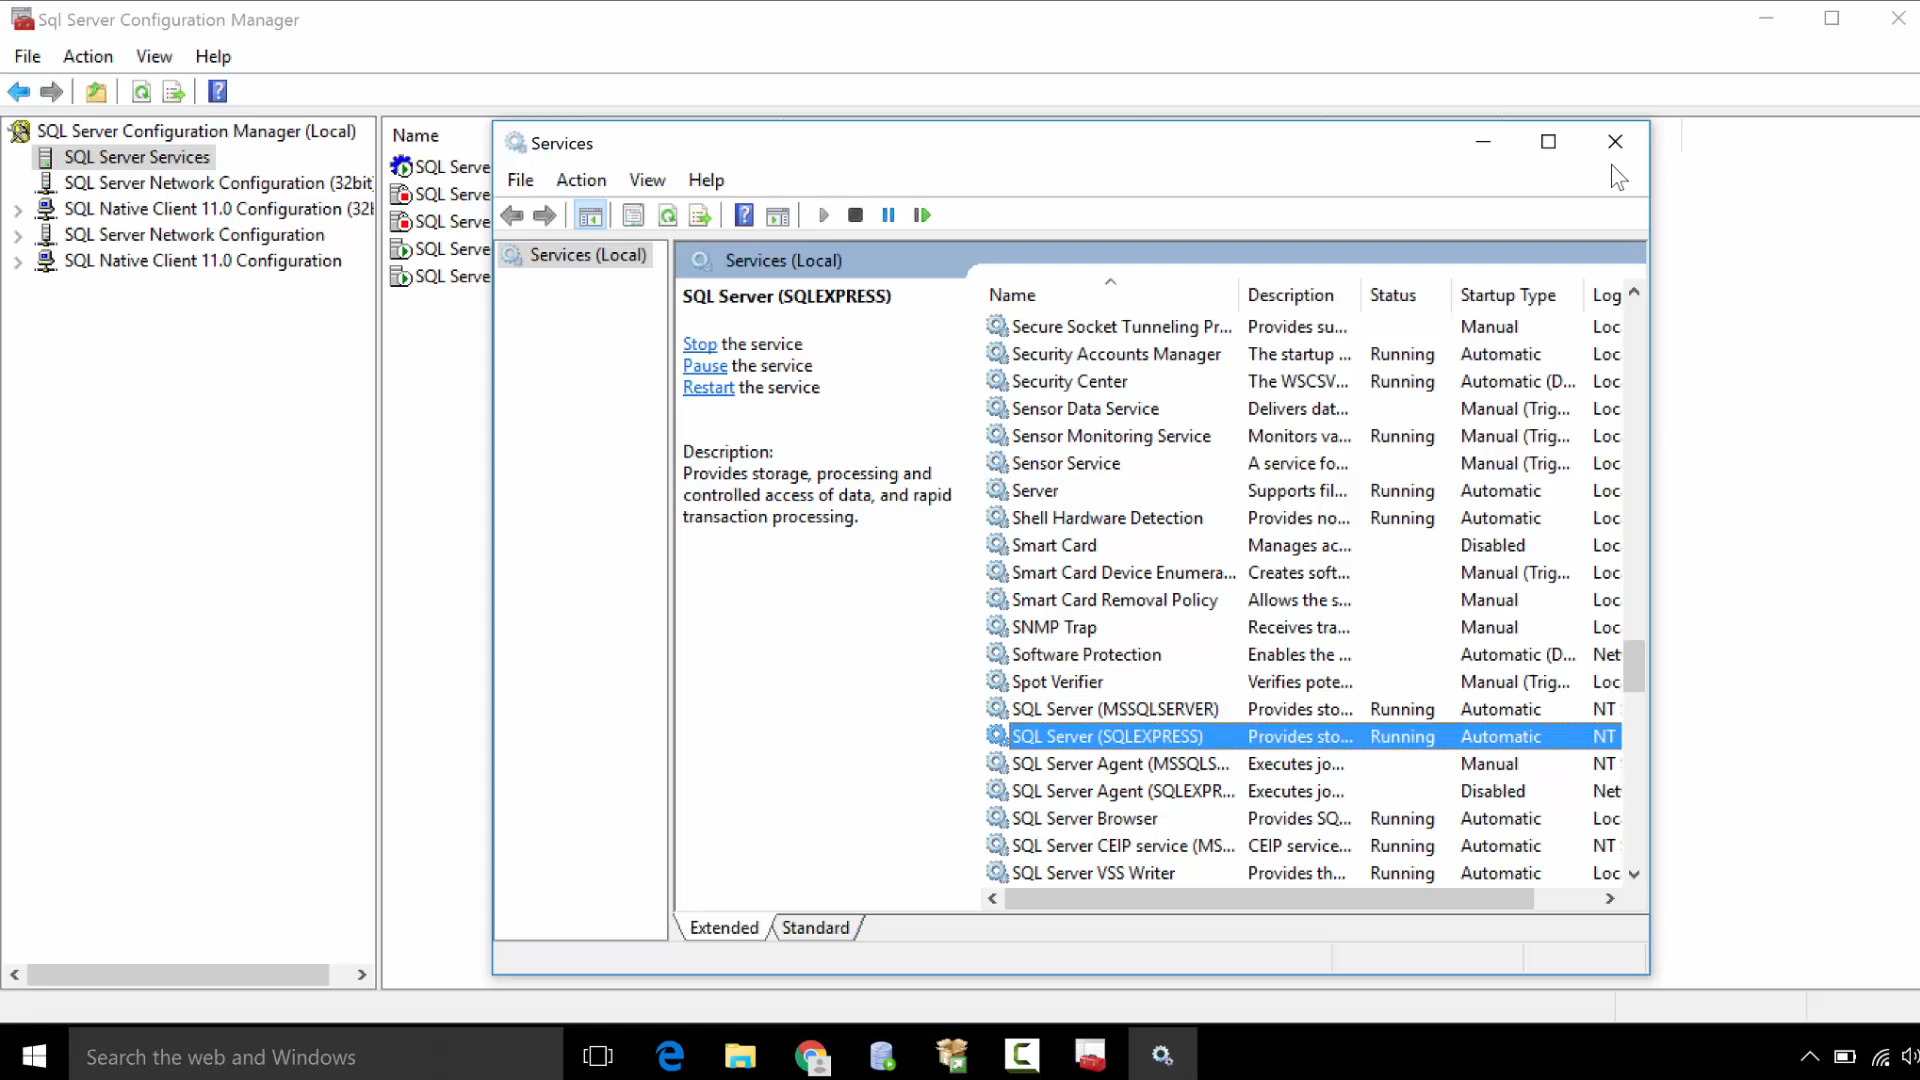 Sql Server Configuration Manager
File Action View Help
SQL Server Configuration Manager (Local)
SQL Server Services
SQL Server Network Configuration (32bit
SQL Native Client 11.0 Configuration (32b
SQL Server Network Configuration
SQL Native Client 11.0 Configuration
Name
SQL Serve
SQL Serve
SQL Serve
SQL Serve
SQL Serve
Services
File Action View Help
Services (Local)
Services (Local)
SQL Server (SQLEXPRESS)
Stop the service
Pause the service
Restart the service
Description:
Provides storage, processing and
controlled access of data, and rapid
transaction processing.
Name Description Status Startup Type Log
Secure Socket Tunneling Pr... Provides su... Manual Loc
Security Accounts Manager The startup ... Running Automatic Loc
Security Center The WSCSV... Running Automatic (D... Loc
Sensor Data Service Delivers dat... Manual (Trig... Loc
Sensor Monitoring Service Monitors va... Running Manual (Trig... Loc
Sensor Service A service fo... Manual (Trig... Loc
Server Supports fil... Running Automatic Loc
Shell Hardware Detection Provides no... Running Automatic Loc
Smart Card Manages ac... Disabled Loc
Smart Card Device Enumera... Creates soft... Manual (Trig... Loc
Smart Card Removal Policy Allows the s... Manual Loc
SNMP Trap Receives tra... Manual Loc
Software Protection Enables the ... Automatic (D... Net
Spot Verifier Verifies pote... Manual (Trig... Loc
SQL Server (MSSQLSERVER) Provides sto... Running Automatic NT
SQL Server (SQLEXPRESS) Provides sto... Running Automatic NT
SQL Server Agent (MSSQLS... Executes jo... Manual NT
SQL Server Agent (SQLEXPR... Executes jo... Disabled Net
SQL Server Browser Provides SQ... Running Automatic Loc
SQL Server CEIP service (MS... CEIP service... Running Automatic NT
SQL Server VSS Writer Provides th... Running Automatic Loc
Extended Standard
Search the web and Windows